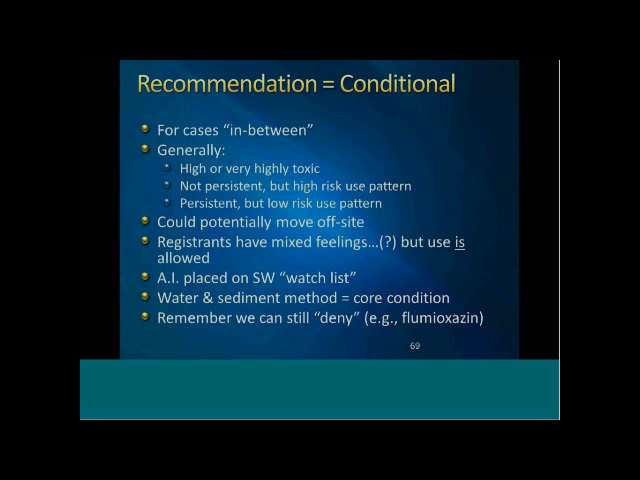 Recommendation = Conditional
For cases “in-between”
Generally:
High or very highly toxic
Not persistent, but high risk use pattern
Persistent, but low risk use pattern
Could potentially move off-site
Registrants have mixed feelings…(?) but use is
allowed
A.I. placed on SW “watch list”
Water & sediment method = core condition
Remember we can still “deny” (e.g., flumioxazin)
69